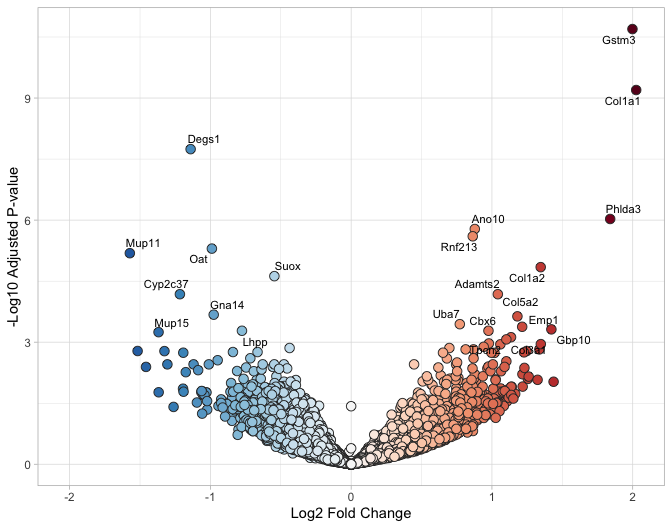 Gstm3
Col1a1
9
Degs1
Phlda3
Ano10
6
Rnf213
Mup11
Oat
Suox
Col1a2
Cyp2c37
Adamts2
Gna14
Col5a2
Uba7
Cbx6
Emp1
Mup15
3
Lhpp
Gbp10
Col3a1
0
-2
-1
0
1
2
Log2 Fold Change
-Log10 Adjusted P-value